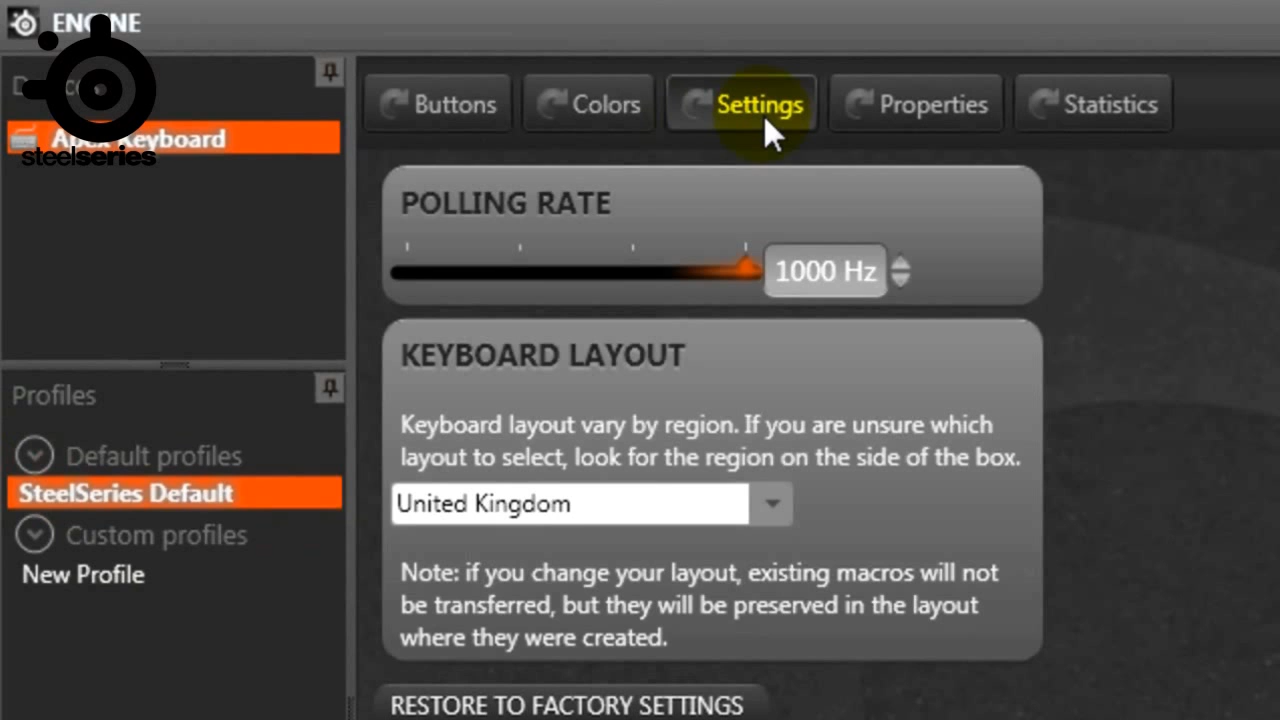 ENGINE
Apex Keyboard
steelseries
Buttons
Colors
Settings
Properties
Statistics
POLLING RATE
1000 Hz
KEYBOARD LAYOUT
Keyboard layout vary by region. If you are unsure which
layout to select, look for the region on the side of the box.
United Kingdom
Note: if you change your layout, existing macros will not
be transferred, but they will be preserved in the layout
where they were created.
RESTORE TO FACTORY SETTINGS
Profiles
Default profiles
SteelSeries Default
Custom profiles
New Profile